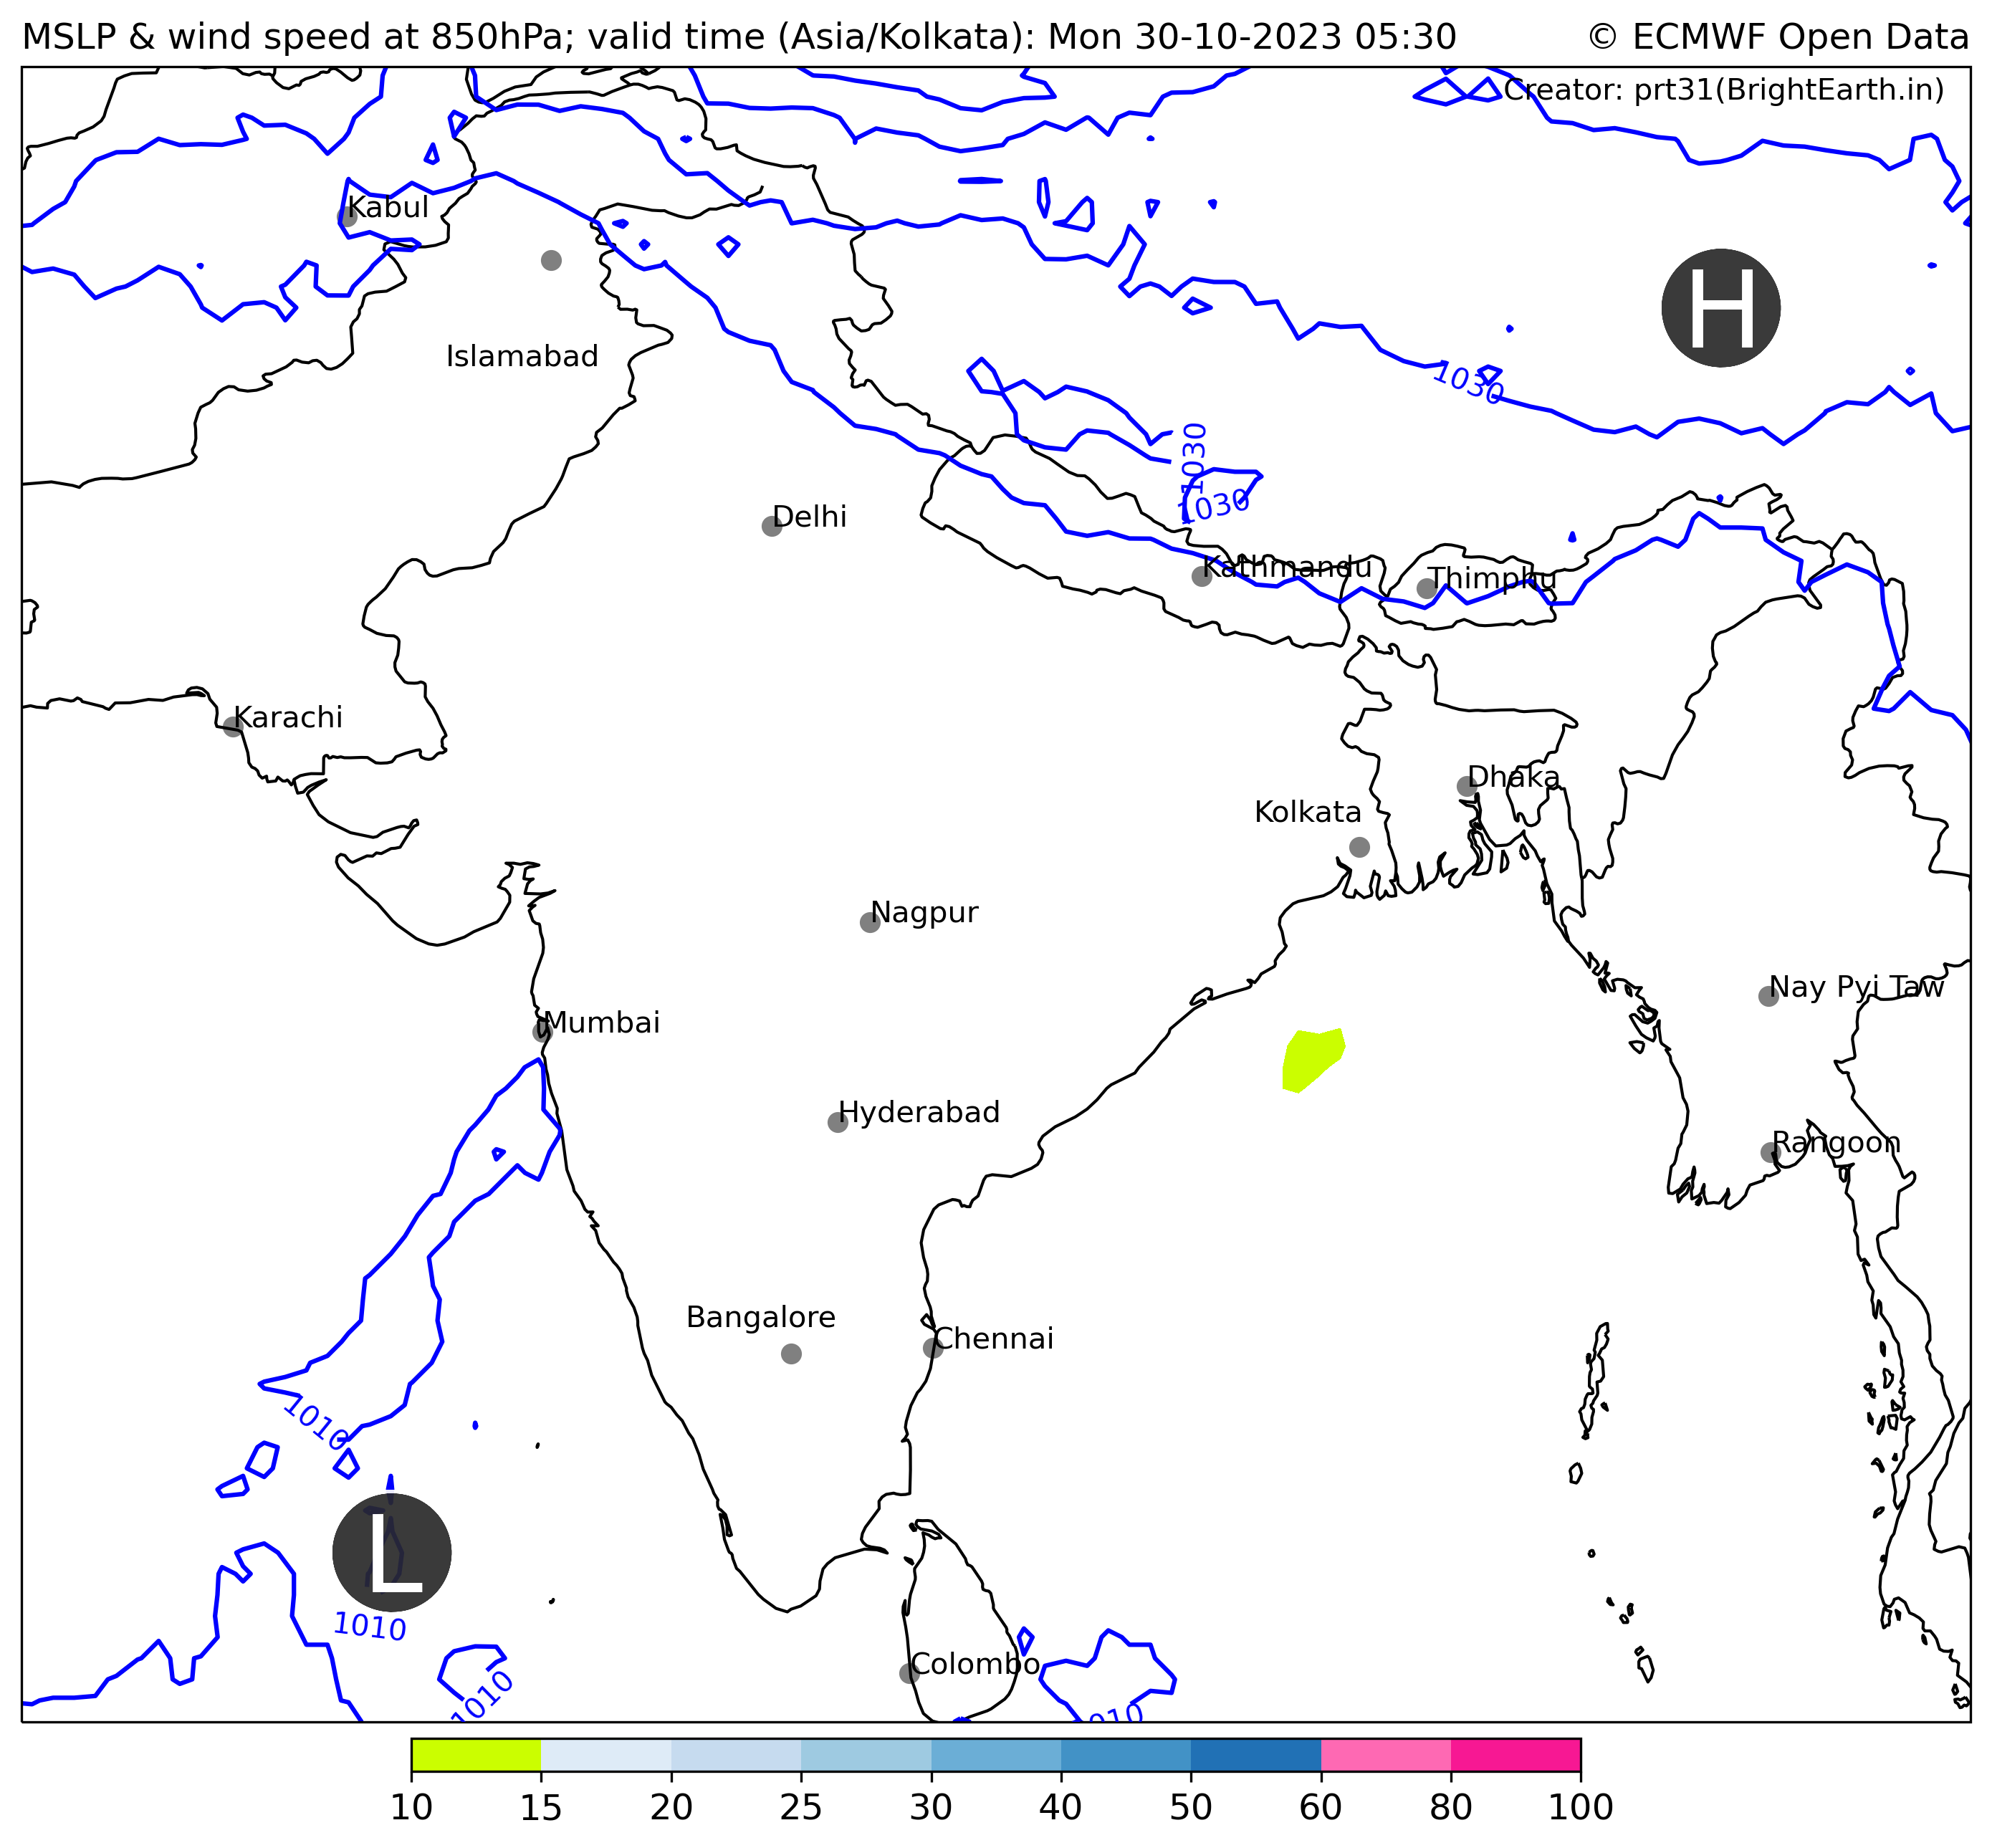 MSLP & wind speed at 850hPa; valid time (Asia/Kolkata): Mon 30-10-2023 05:30 © ECMWF Open Data
Creator: prt31(BrightEarth.in)
Kabul
H
Islamabad
1030
1030
1030
Delhi
Kathmandu
Thimphu
Karachi
Dhaka
Kolkata
Nagpur
Nay Pyi Taw
Mumbai
Hyderabad
Rangoon
Bangalore
Chennai
1010
L
1010
Colombo
1010
010
10 15 20 25 30 40 50 60 80 100